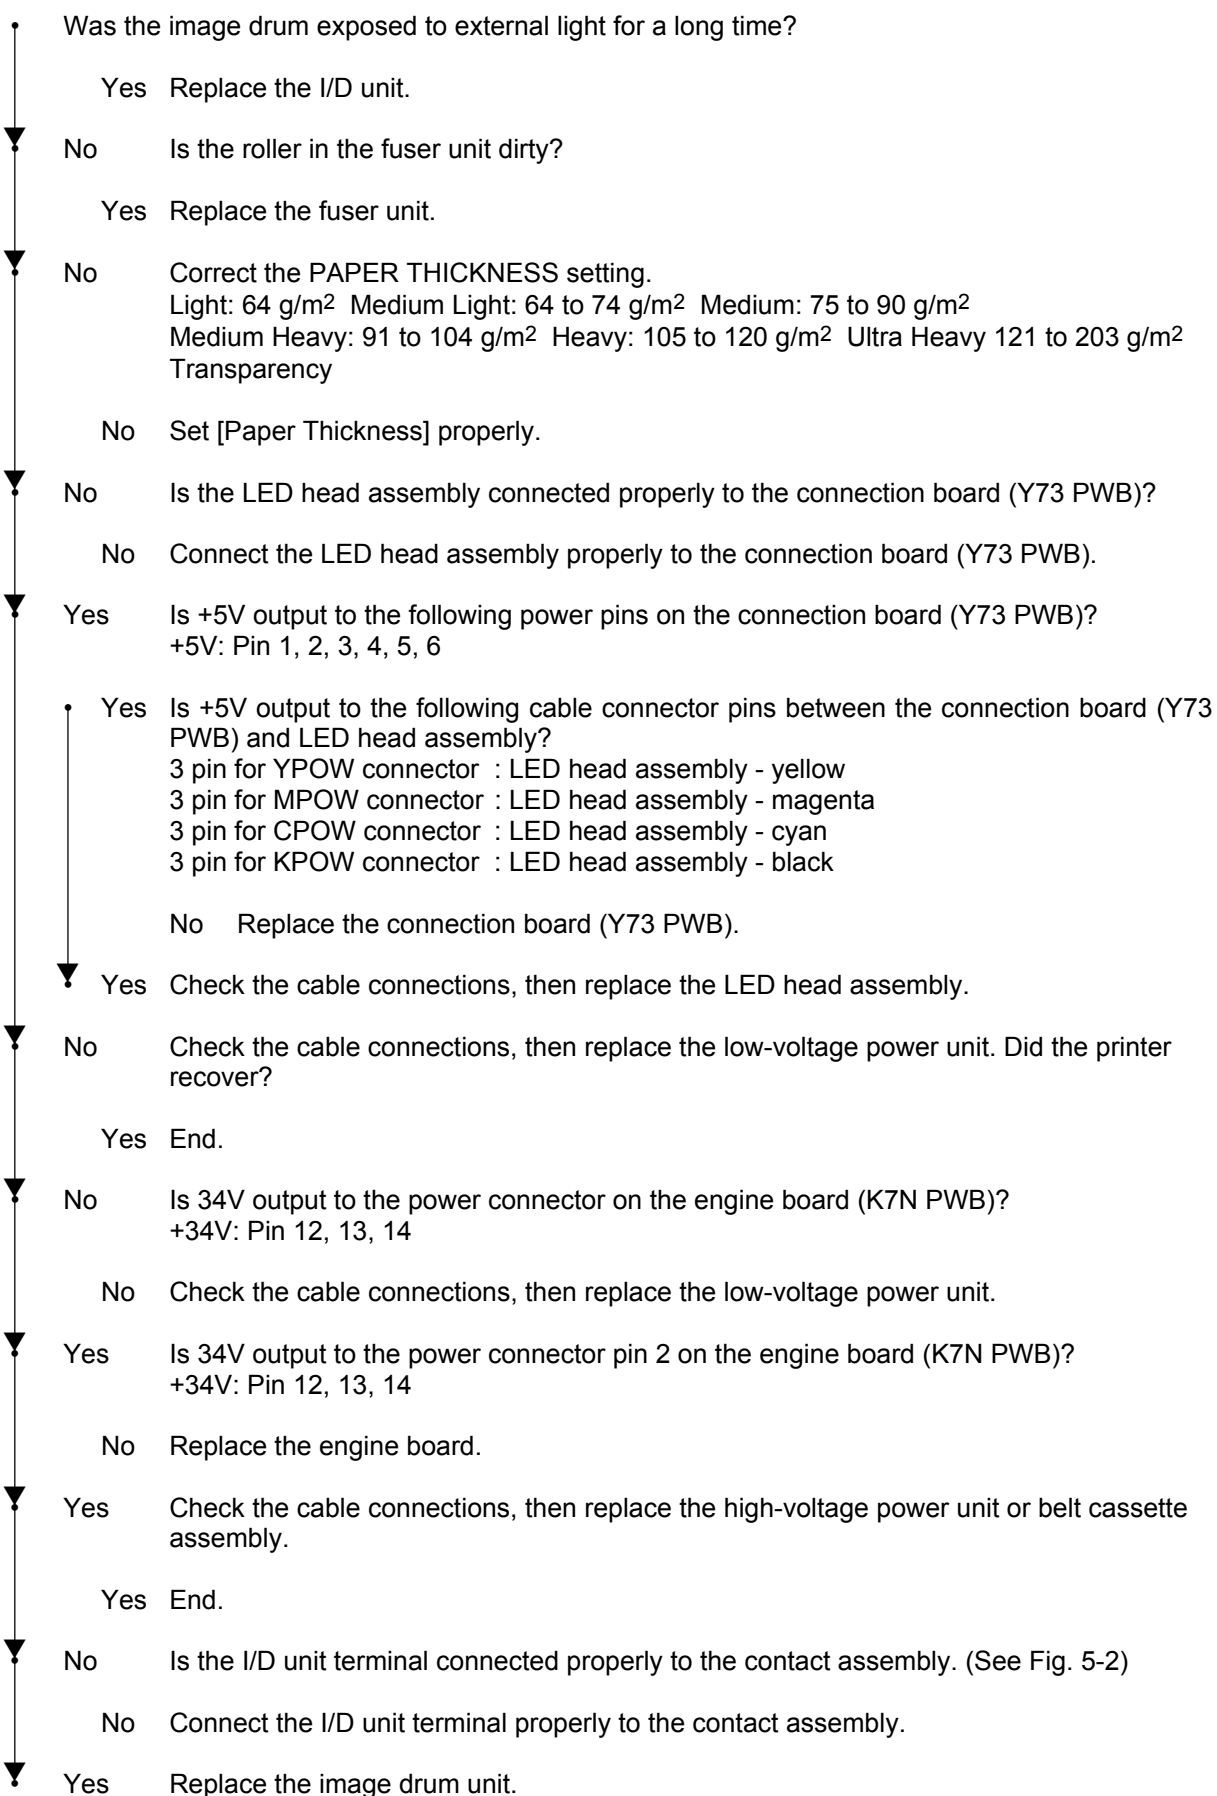 Was the image drum exposed to external light for a long time?
Yes Replace the I/D unit.
No Is the roller in the fuser unit dirty?
Yes Replace the fuser unit.
No Correct the PAPER THICKNESS setting.
Light: 64 g/m2 Medium Light: 64 to 74 g/m2 Medium: 75 to 90 g/m2
Medium Heavy: 91 to 104 g/m2 Heavy: 105 to 120 g/m2 Ultra Heavy 121 to 203 g/m2
Transparency
No Set [Paper Thickness] properly.
No Is the LED head assembly connected properly to the connection board (Y73 PWB)?
No Connect the LED head assembly properly to the connection board (Y73 PWB).
Yes Is +5V output to the following power pins on the connection board (Y73 PWB)?
+5V: Pin 1, 2, 3, 4, 5, 6
Yes Is +5V output to the following cable connector pins between the connection board (Y73
PWB) and LED head assembly?
3 pin for YPOW connector : LED head assembly - yellow
3 pin for MPOW connector : LED head assembly - magenta
3 pin for CPOW connector : LED head assembly - cyan
3 pin for KPOW connector : LED head assembly - black
No Replace the connection board (Y73 PWB).
Yes Check the cable connections, then replace the LED head assembly.
No Check the cable connections, then replace the low-voltage power unit. Did the printer
recover?
Yes End.
No Is 34V output to the power connector on the engine board (K7N PWB)?
+34V: Pin 12, 13, 14
No Check the cable connections, then replace the low-voltage power unit.
Yes Is 34V output to the power connector pin 2 on the engine board (K7N PWB)?
+34V: Pin 12, 13, 14
No Replace the engine board.
Yes Check the cable connections, then replace the high-voltage power unit or belt cassette
assembly.
Yes End.
No Is the I/D unit terminal connected properly to the contact assembly. (See Fig. 5-2)
No Connect the I/D unit terminal properly to the contact assembly.
Yes Replace the image drum unit.